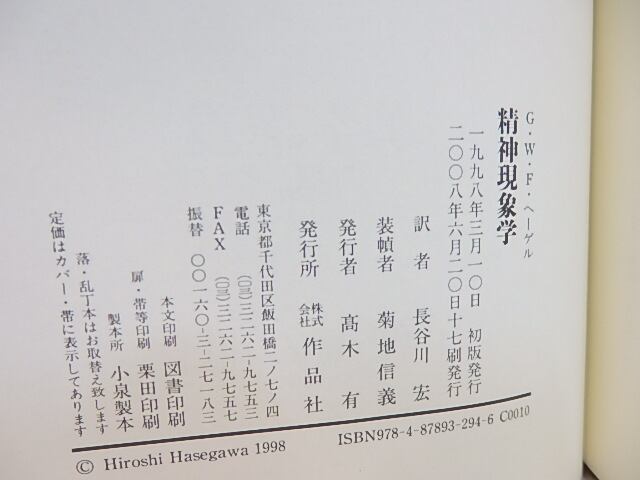 G・W・F・ヘーゲル
精神現象学
一九九八年三月一〇日 初版発行
二〇〇八年六月二〇日十七刷発行
訳者 長谷川 宏
装幀者 菊地信義
発行者 髙木 有
発行所 株式会社 作品社
東京都千代田区飯田橋二ノ七ノ四
電話 (〇三)三二六二-九七五三
FAX (〇三)三二六二-九七五七
振替 〇〇一六〇-三-二七一八三
本文印刷 図書印刷
扉・帯等印刷 栗田印刷
製本所 小泉製本
落・乱丁本はお取替え致します
定価はカバー・帯に表示してあります
© Hiroshi Hasegawa 1998
ISBN978-4-87893-294-6 C0010